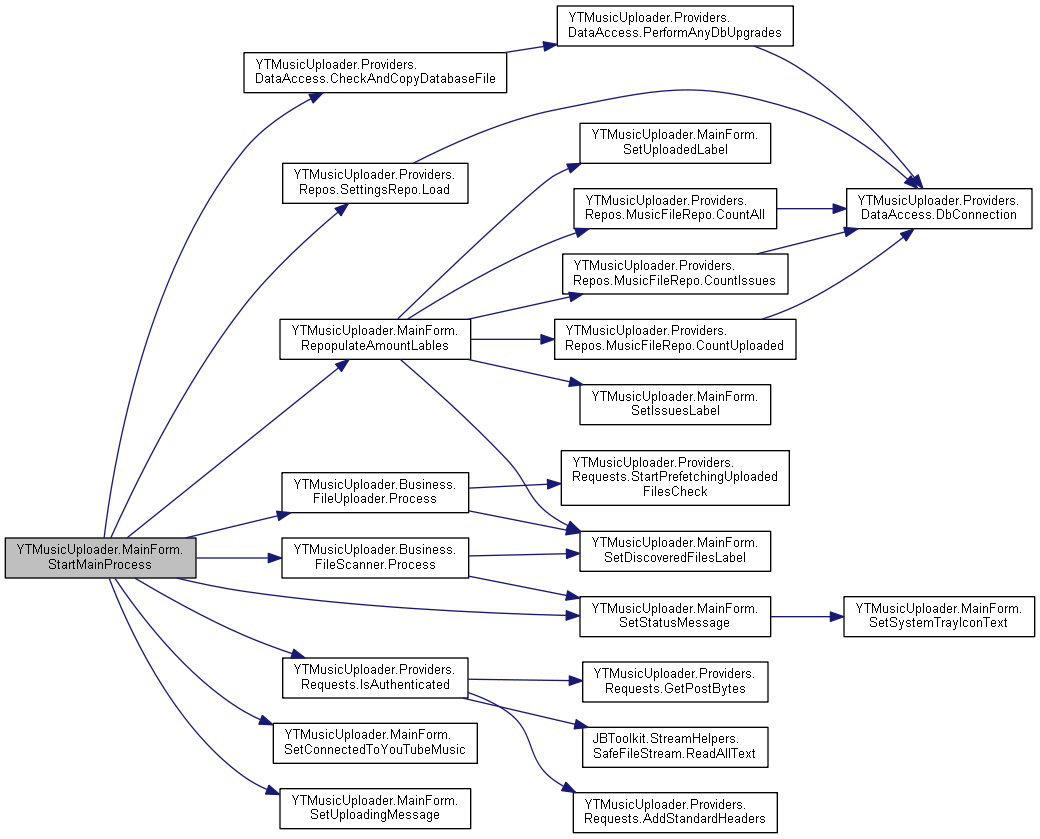 YTMusicUploader.Providers.
DataAccess.PerformAnyDbUpgrades
YTMusicUploader.Providers.
DataAccess.CheckAndCopyDatabaseFile
YTMusicUploader.MainForm.
SetUploadedLabel
YTMusicUploader.Providers.
Repos.SettingsRepo.Load
YTMusicUploader.Providers.
Repos.MusicFileRepo.CountAll
YTMusicUploader.Providers.
DataAccess.DbConnection
YTMusicUploader.Providers.
Repos.MusicFileRepo.CountIssues
YTMusicUploader.MainForm.
RepopulateAmountLables
YTMusicUploader.Providers.
Repos.MusicFileRepo.CountUploaded
YTMusicUploader.MainForm.
SetIssuesLabel
YTMusicUploader.Providers.
Requests.StartPrefetchingUploaded
FilesCheck
YTMusicUploader.Business.
FileUploader.Process
YTMusicUploader.MainForm.
StartMainProcess
YTMusicUploader.Business.
FileScanner.Process
YTMusicUploader.MainForm.
SetDiscoveredFilesLabel
YTMusicUploader.MainForm.
SetStatusMessage
YTMusicUploader.MainForm.
SetSystemTrayIconText
YTMusicUploader.Providers.
Requests.IsAuthenticated
YTMusicUploader.Providers.
Requests.GetPostBytes
YTMusicUploader.MainForm.
SetConnectedToYouTubeMusic
JBToolkit.StreamHelpers.
SafeFileStream.ReadAllText
YTMusicUploader.MainForm.
SetUploadingMessage
YTMusicUploader.Providers.
Requests.AddStandardHeaders